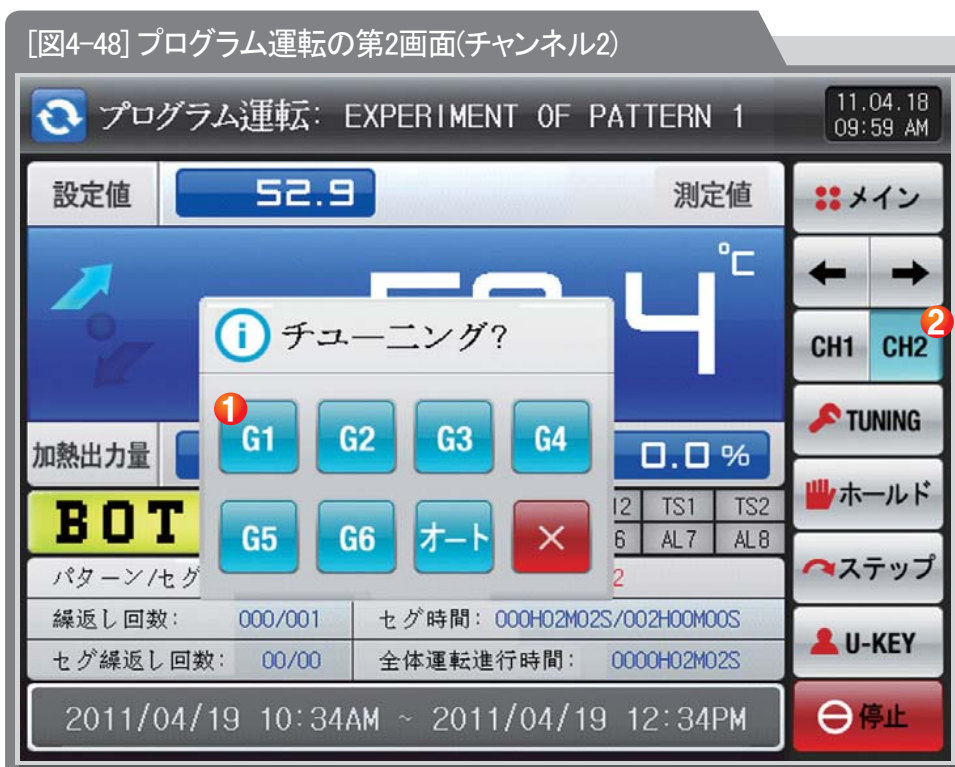 [図4-48] プログラム運転の第2画面(チャンネル2)
プログラム運転: EXPERIMENT OF PATTERN 1
11.04.18
09:59 AM
設定値 52.9 測定値
℃
チューニング?
1
G1 G2 G3 G4
G5 G6 オート ×
加熱出力量 0.0 %
BOT
TS1 TS2
AL7 AL8
パターン/セグ
2
繰返し回数: 000/001 セグ時間: 000H02M02S/002H00M00S
セグ繰返し回数: 00/00 全体運転進行時間: 0000H02M02S
2011/04/19 10:34AM ~ 2011/04/19 12:34PM
メイン
← →
CH1 CH2
2
TUNING
ホールド
ステップ
U-KEY
停止